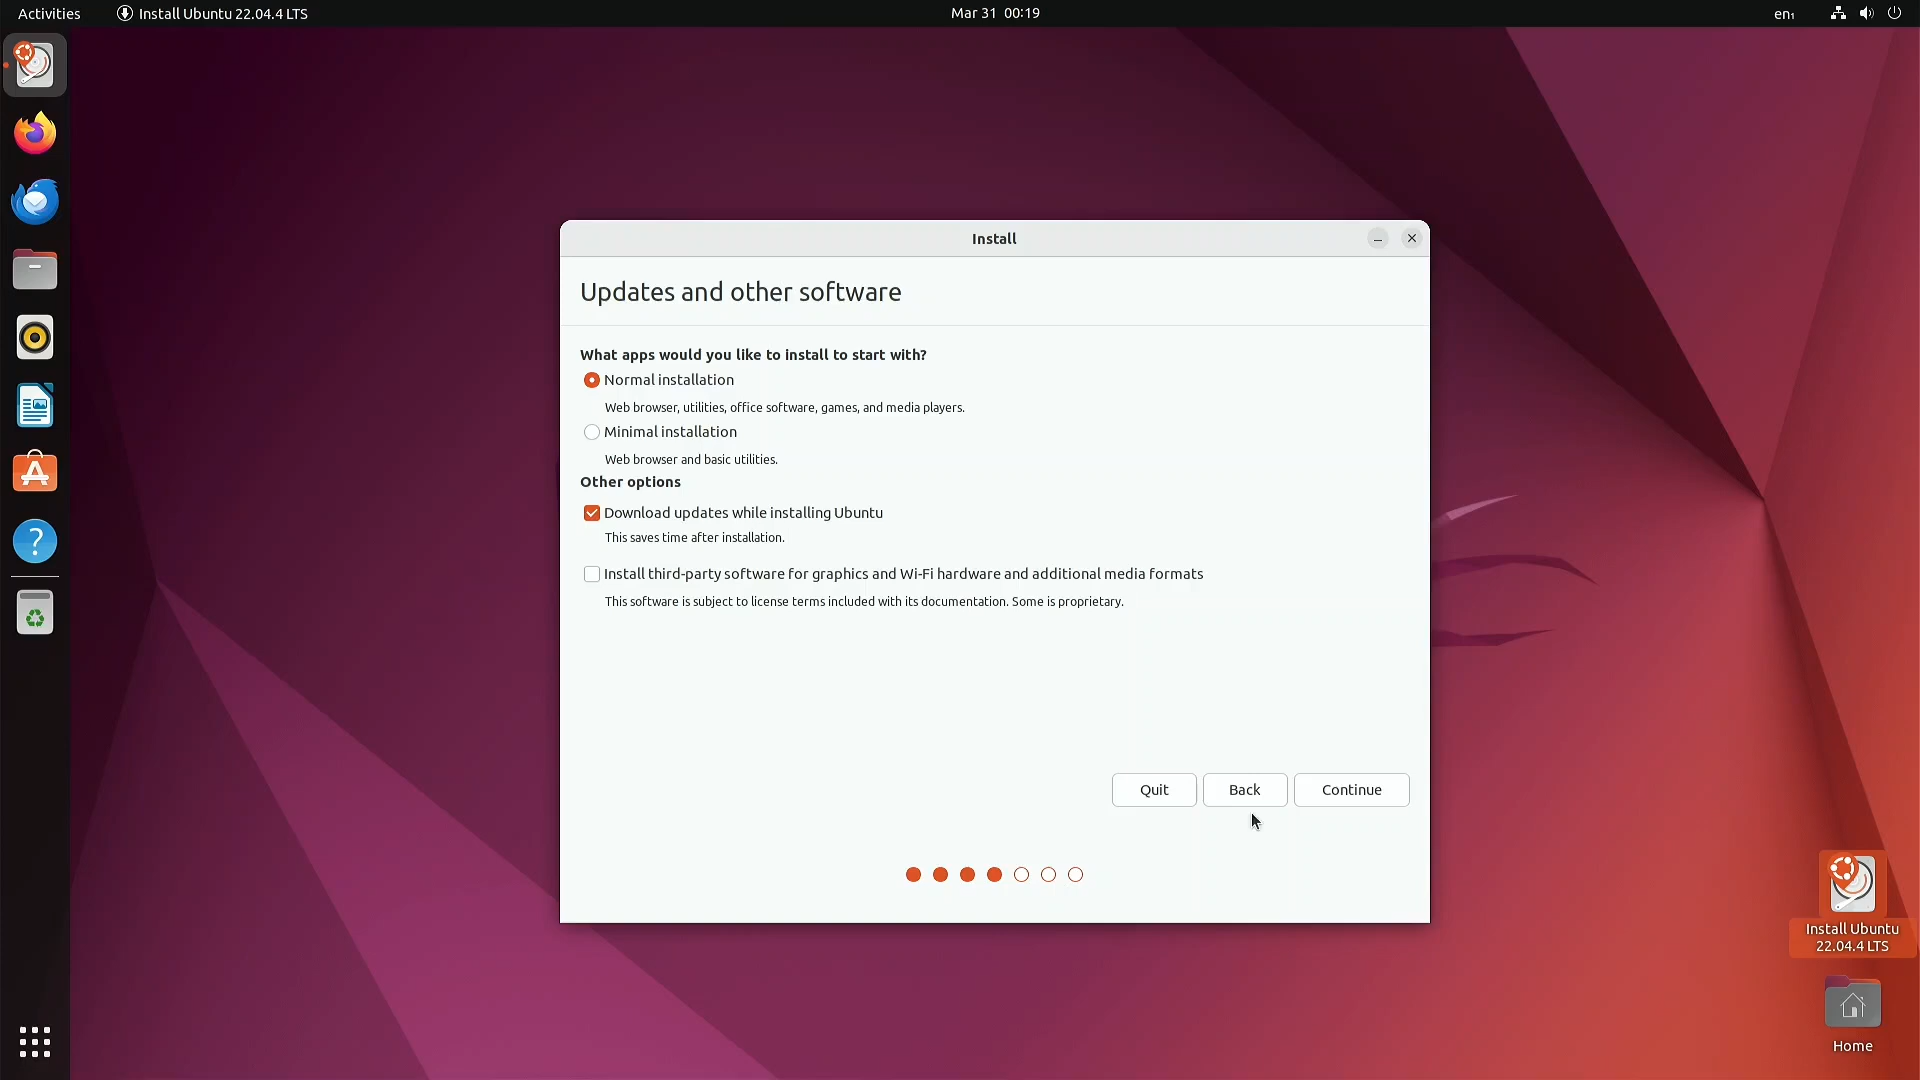 Activities
Install Ubuntu 22.04.4 LTS
Mar 31 00:19
en₁
Install
Updates and other software
What apps would you like to install to start with?
Normal installation
Web browser, utilities, office software, games, and media players.
Minimal installation
Web browser and basic utilities.
Other options
Download updates while installing Ubuntu
This saves time after installation.
Install third-party software for graphics and Wi-Fi hardware and additional media formats
This software is subject to license terms included with its documentation. Some is proprietary.
Quit
Back
Continue
Install Ubuntu
22.04.4 LTS
Home